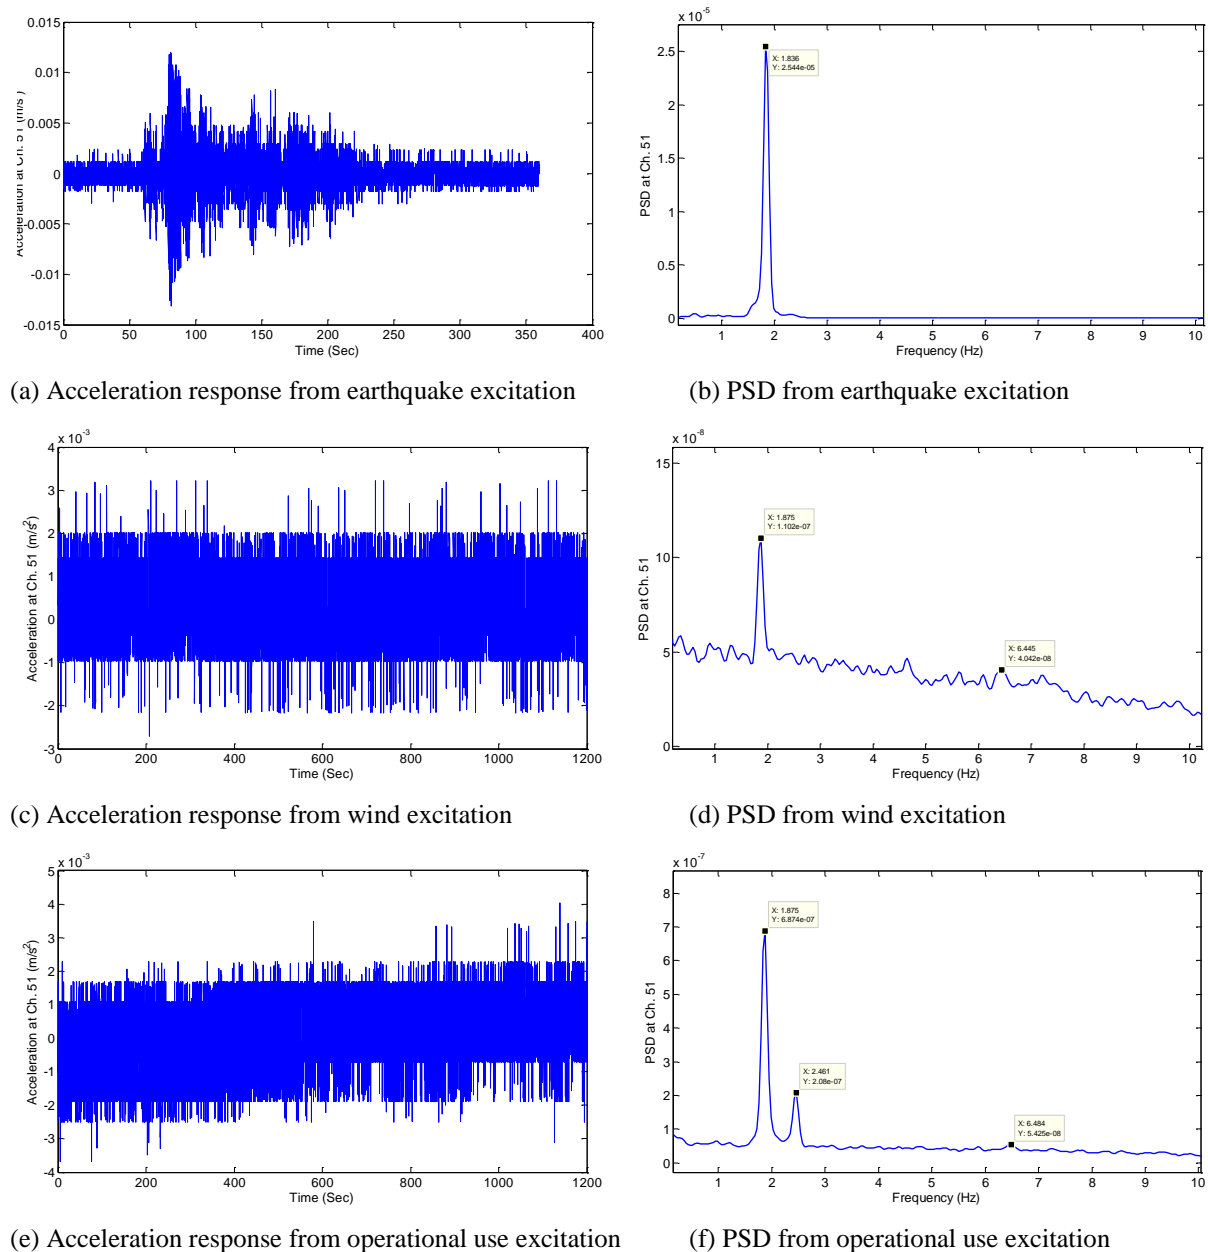 0.015
0.01
0.005
0
-0.005
-0.01
-0.015
Acceleration at Ch. 51 (m/s
0 50 100 150 200 250 300 350 400
Time (Sec)
x 10-5
2.5
2
1.5
1
0.5
0
PSD at Ch. 51
X: 1.836
Y: 2.544e-05
1 2 3 4 5 6 7 8 9 10
Frequency (Hz)
(a) Acceleration response from earthquake excitation
(b) PSD from earthquake excitation
x 10-3
4
3
2
1
0
-1
-2
-3
Acceleration at Ch. 51 (m/s2)
0 200 400 600 800 1000 1200
Time (Sec)
x 10-8
15
10
5
0
PSD at Ch. 51
X: 1.875
Y: 1.102e-07
X: 6.445
Y: 4.042e-08
1 2 3 4 5 6 7 8 9 10
Frequency (Hz)
(c) Acceleration response from wind excitation
(d) PSD from wind excitation
x 10-3
5
4
3
2
1
0
-1
-2
-3
-4
Acceleration at Ch. 51 (m/s2)
0 200 400 600 800 1000 1200
Time (Sec)
x 10-7
8
7
6
5
4
3
2
1
0
PSD at Ch. 51
X: 1.875
Y: 6.874e-07
X: 2.461
Y: 2.08e-07
X: 6.484
Y: 5.425e-08
1 2 3 4 5 6 7 8 9 10
Frequency (Hz)
(e) Acceleration response from operational use excitation
(f) PSD from operational use excitation